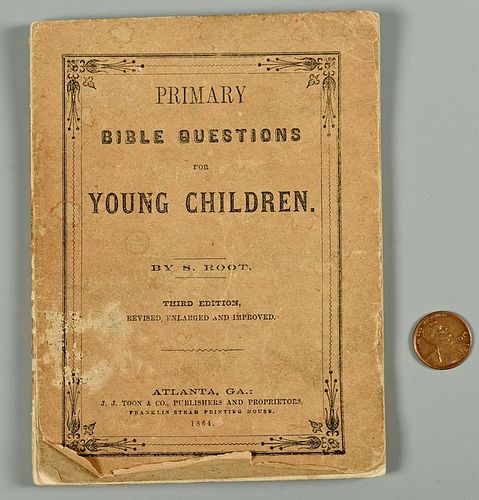 PRIMARY
BIBLE QUESTIONS
FOR
YOUNG CHILDREN.
BY S. ROOT.
THIRD EDITION,
REVISED, ENLARGED AND IMPROVED.
ATLANTA, GA.:
J. J. TOON & CO., PUBLISHERS AND PROPRIETORS,
FRANKLIN STEAM PRINTING HOUSE.
1864.